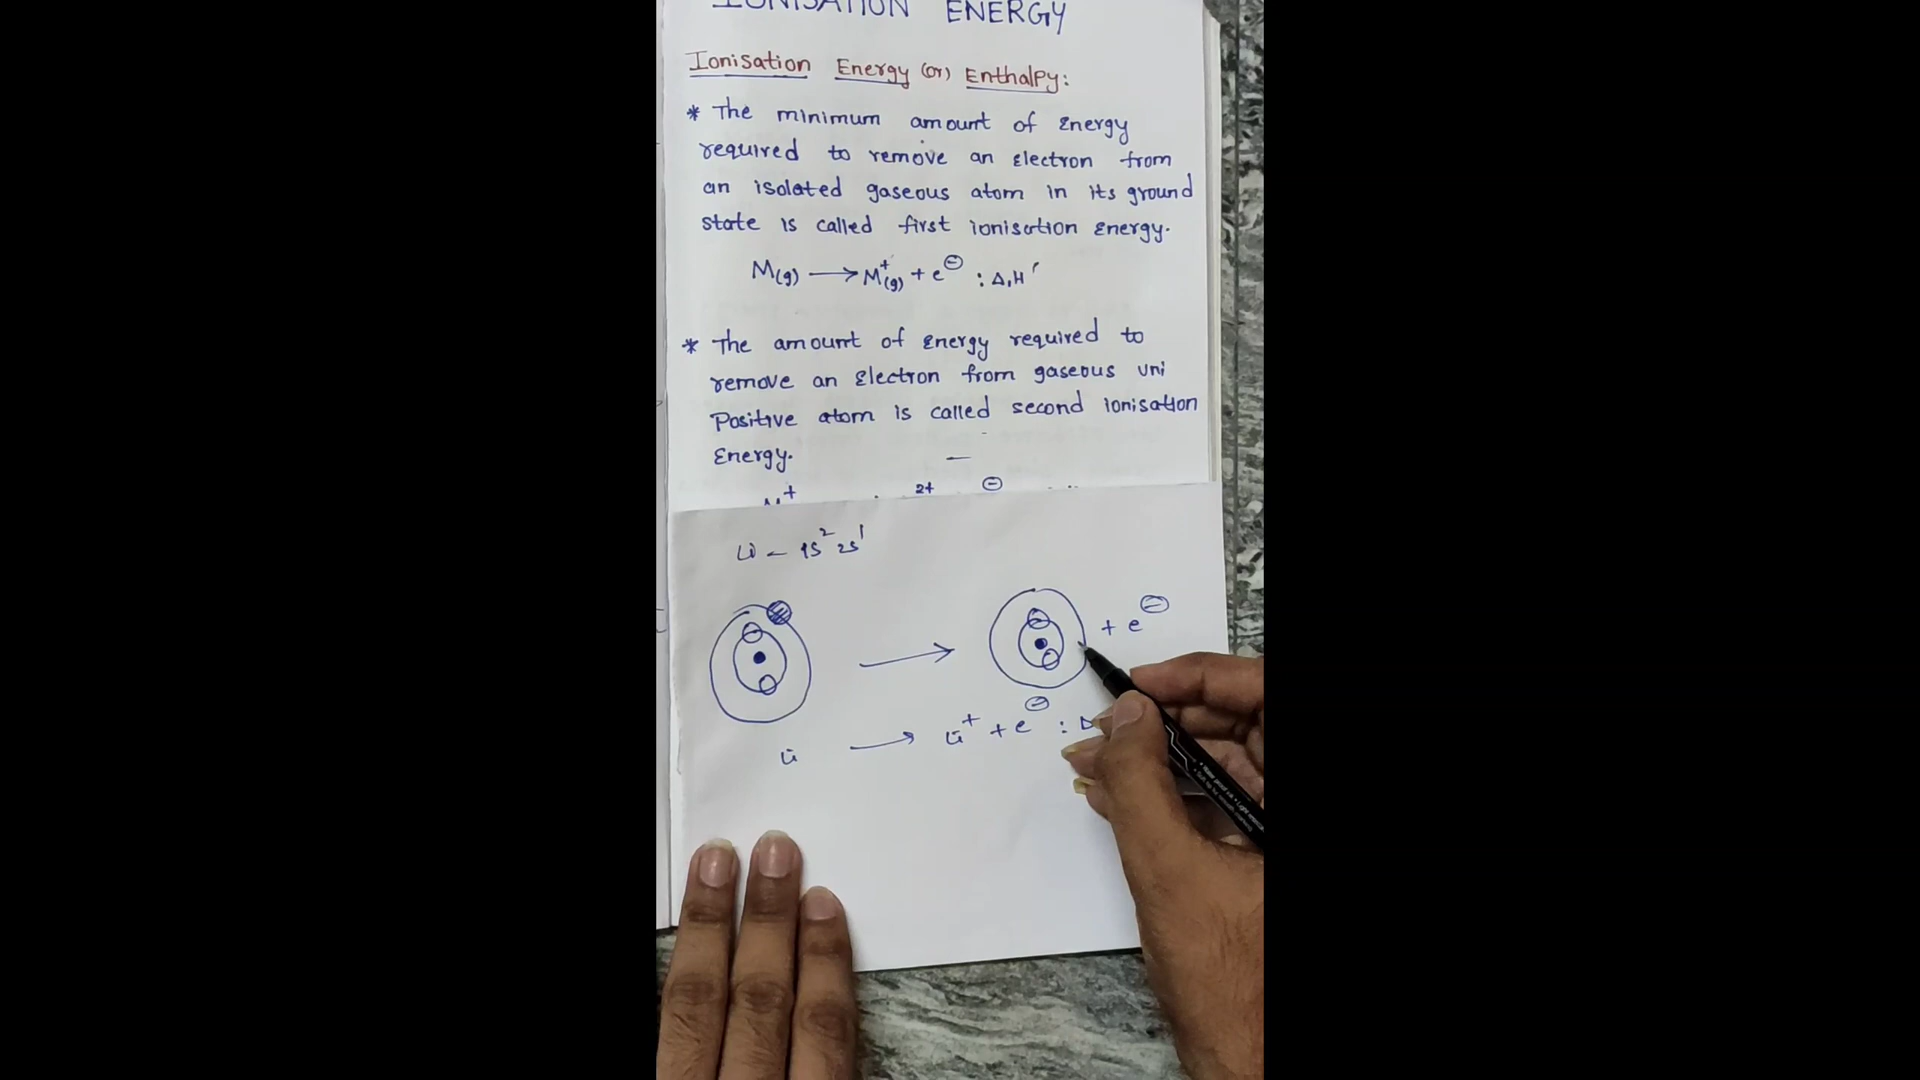 IONISATION ENERGY
Ionisation Energy (or) Enthalpy:
* The minimum amount of Energy
required to remove an Electron from
an isolated gaseous atom in its ground
state is called first ionisation Energy.
M(g) ⟶ M⁺(g) + e⊖ : Δ,H'
* The amount of Energy required to
remove an Electron from gaseous uni
Positive atom is called second ionisation
Energy.
2+ ⊖
Li – 1s² 2s¹
+ e⊖
Li ⟶ Li⁺ + e⊖ :